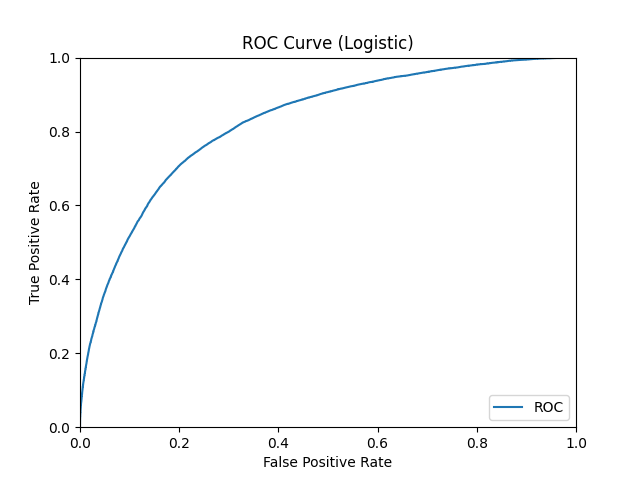 ROC Curve (Logistic)
True Positive Rate
1.0
0.8
0.6
0.4
0.2
0.0
0.0 0.2 0.4 0.6 0.8 1.0
False Positive Rate
ROC